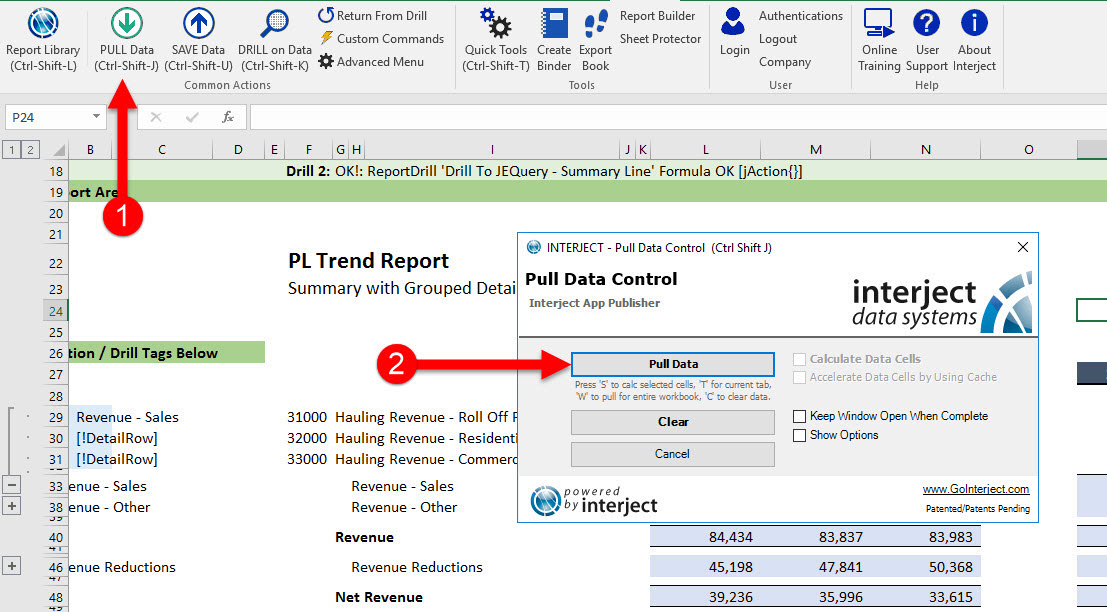 Report Library
(Ctrl-Shift-L)
PULL Data
(Ctrl-Shift-J)
SAVE Data
(Ctrl-Shift-U)
DRILL on Data
(Ctrl-Shift-K)
Return From Drill
Custom Commands
Advanced Menu
Common Actions
Quick Tools
(Ctrl-Shift-T)
Create
Binder
Export
Book
Report Builder
Sheet Protector
Tools
Login
Authentications
Logout
Company
User
Online
Training
User
Support
About
Interject
Help
P24
fx
1 2
B C D E F G H I J K L M N O
18 Drill 2: OK!: ReportDrill 'Drill To JEQuery - Summary Line' Formula OK [jAction{}]
19 ort Are
1
20
21
22 PL Trend Report
23 Summary with Grouped Detai
24
25
26 tion / Drill Tags Below
27
28
29 Revenue - Sales 31000 Hauling Revenue - Roll Off
30 [!DetailRow] 32000 Hauling Revenue - Residenti
31 [!DetailRow] 33000 Hauling Revenue - Commerc
33 enue - Sales Revenue - Sales
38 enue - Other Revenue - Other
40 Revenue 84,434 83,837 83,983
46 enue Reductions Revenue Reductions 45,198 47,841 50,368
48 Net Revenue 39,236 35,996 33,615
INTERJECT - Pull Data Control (Ctrl Shift J)
Pull Data Control
Interject App Publisher
interject
data systems
2
Pull Data
Press 'S' to calc selected cells, 'T' for current tab,
'W' to pull for entire workbook, 'C' to clear data.
Clear
Cancel
Calculate Data Cells
Accelerate Data Cells by Using Cache
Keep Window Open When Complete
Show Options
powered
by interject
www.GoInterject.com
Patented/Patents Pending